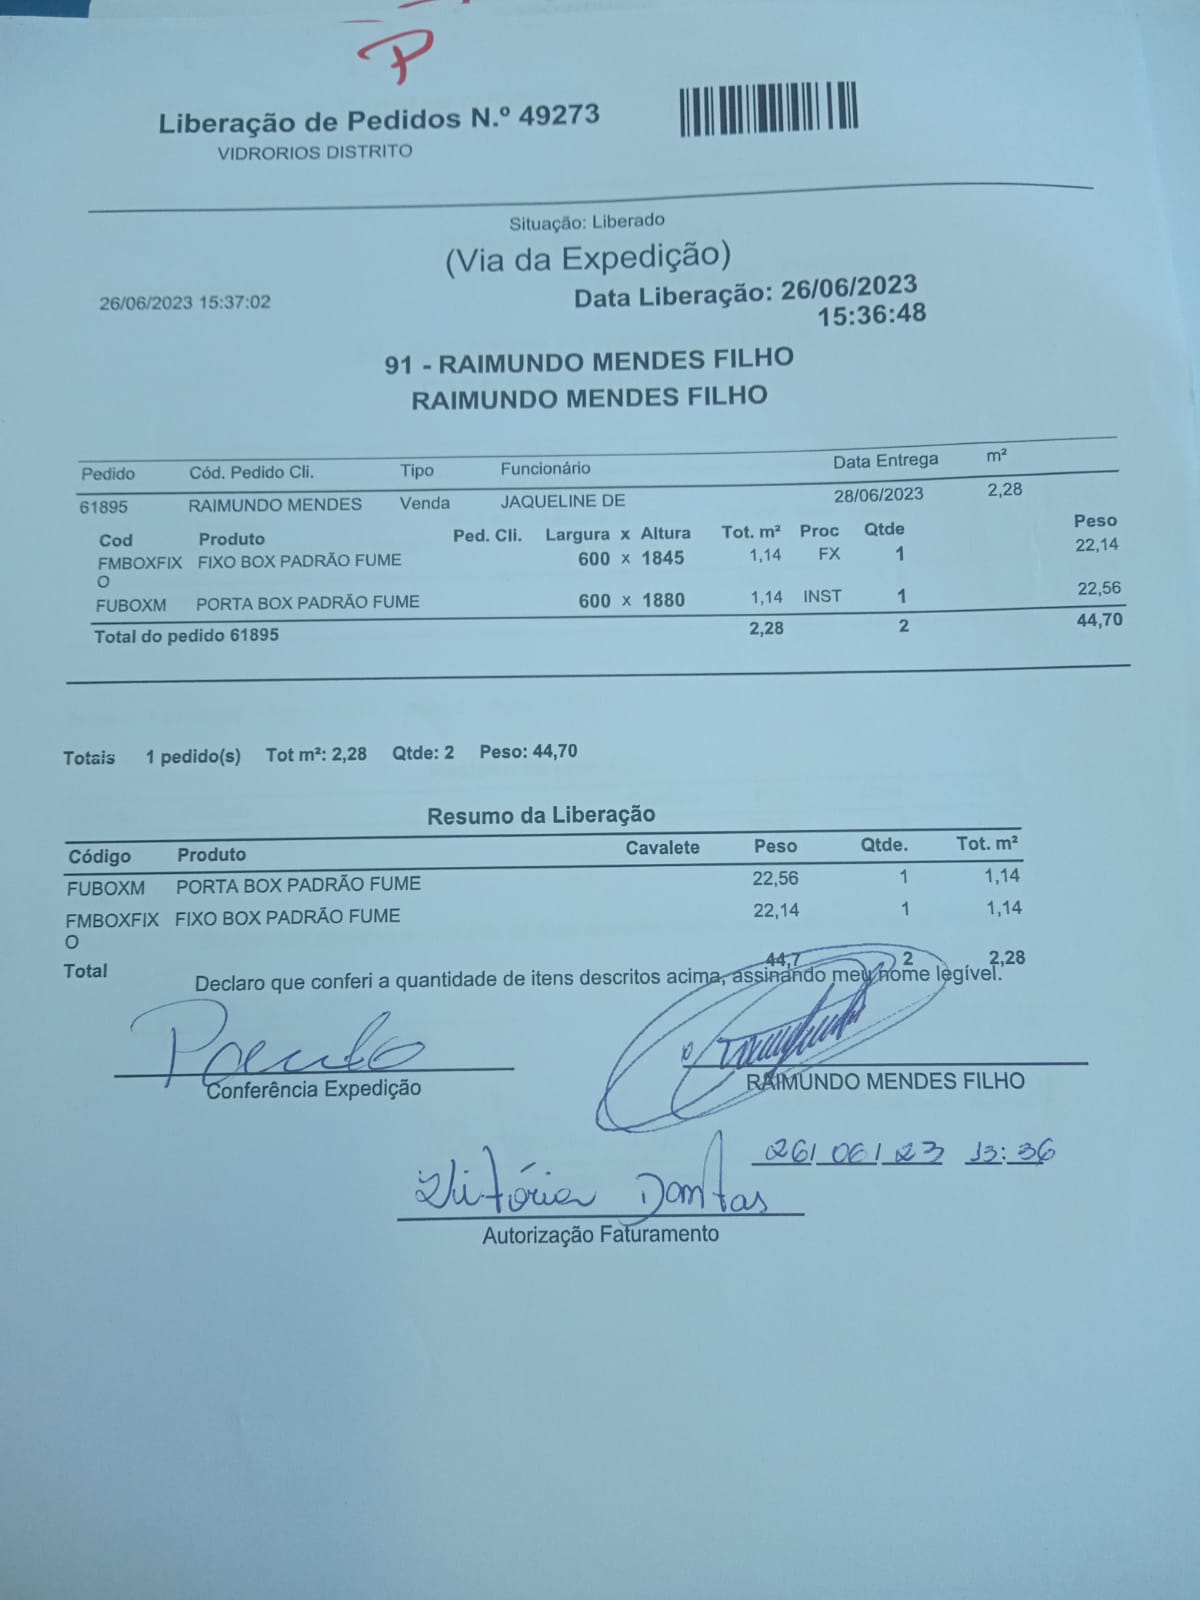 P
Liberação de Pedidos N.º 49273
VIDRORIOS DISTRITO
Situação: Liberado
(Via da Expedição)
26/06/2023 15:37:02
Data Liberação: 26/06/2023
15:36:48
91 - RAIMUNDO MENDES FILHO
RAIMUNDO MENDES FILHO
Pedido Cód. Pedido Cli. Tipo Funcionário Data Entrega m²
61895 RAIMUNDO MENDES Venda JAQUELINE DE 28/06/2023 2,28
Cod Produto Ped. Cli. Largura x Altura Tot. m² Proc Qtde Peso
FMBOXFIX FIXO BOX PADRÃO FUME 600 x 1845 1,14 FX 1 22,14
O
FUBOXM PORTA BOX PADRÃO FUME 600 x 1880 1,14 INST 1 22,56
Total do pedido 61895 2,28 2 44,70
Totais 1 pedido(s) Tot m²: 2,28 Qtde: 2 Peso: 44,70
Resumo da Liberação
Código Produto Cavalete Peso Qtde. Tot. m²
FUBOXM PORTA BOX PADRÃO FUME 22,56 1 1,14
FMBOXFIX FIXO BOX PADRÃO FUME 22,14 1 1,14
O
Total 44,7 2 2,28
Declaro que conferi a quantidade de itens descritos acima, assinando meu nome legível.
Conferência Expedição
RAIMUNDO MENDES FILHO
26/06/23 15:36
Vitória Dantas
Autorização Faturamento